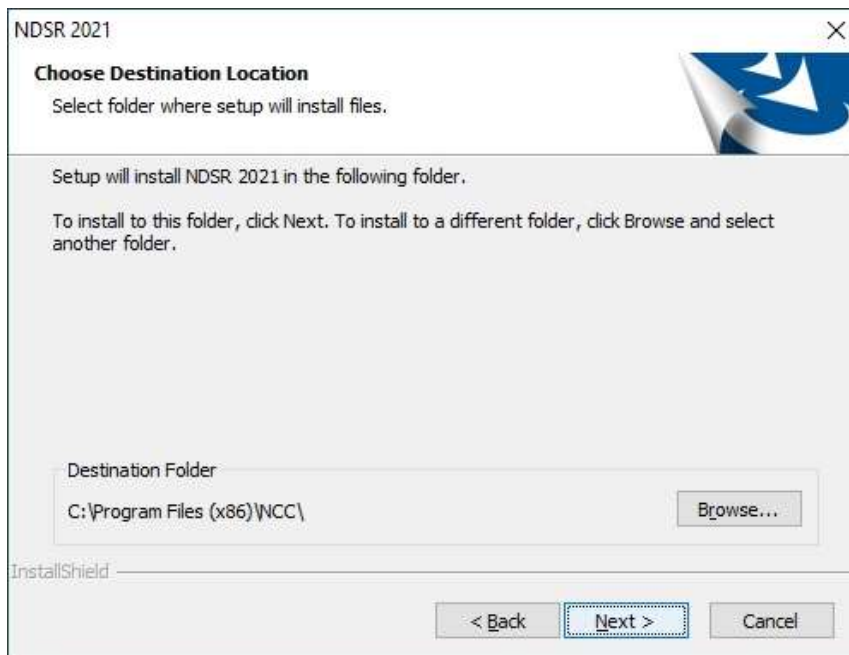 NDSR 2021
Choose Destination Location
Select folder where setup will install files.
Setup will install NDSR 2021 in the following folder.
To install to this folder, click Next. To install to a different folder, click Browse and select
another folder.
Destination Folder
C:\Program Files (x86)\NCC\
Browse...
InstallShield
< Back
Next >
Cancel